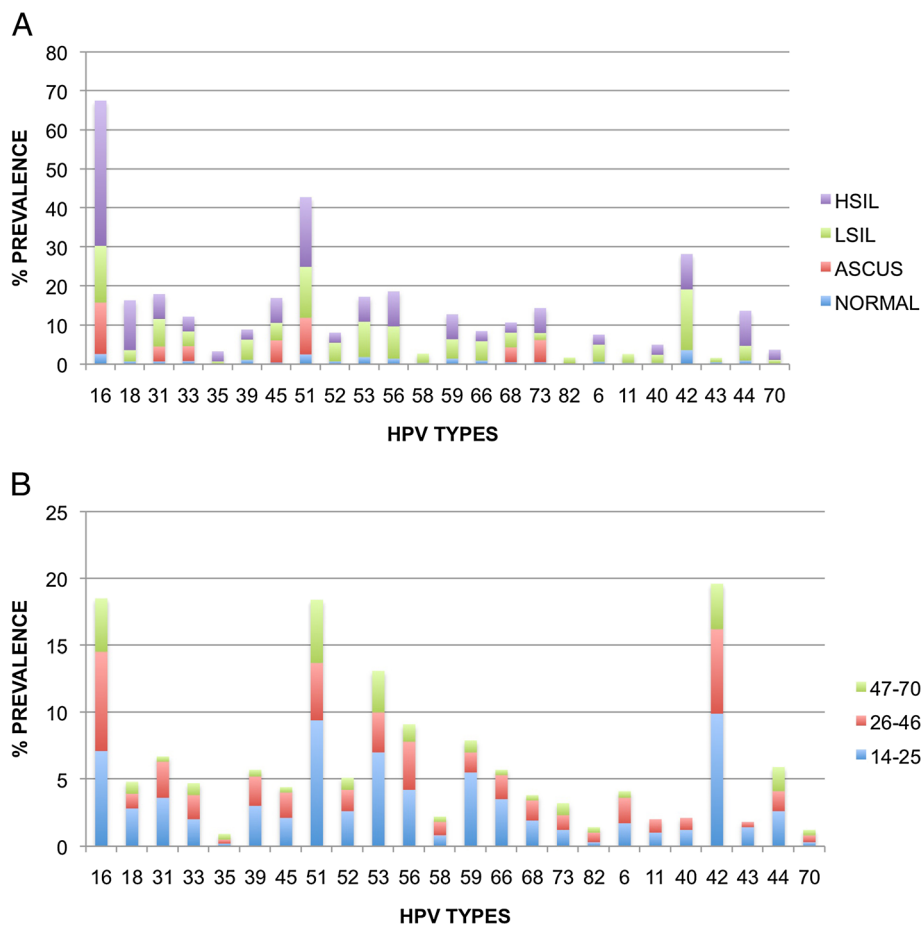 A
80
70
60
50
40
30
20
10
0
% PREVALENCE
16 18 31 33 35 39 45 51 52 53 56 58 59 66 68 73 82 6 11 40 42 43 44 70
HPV TYPES
HSIL
LSIL
ASCUS
NORMAL
B
25
20
15
10
5
0
% PREVALENCE
16 18 31 33 35 39 45 51 52 53 56 58 59 66 68 73 82 6 11 40 42 43 44 70
HPV TYPES
47-70
26-46
14-25